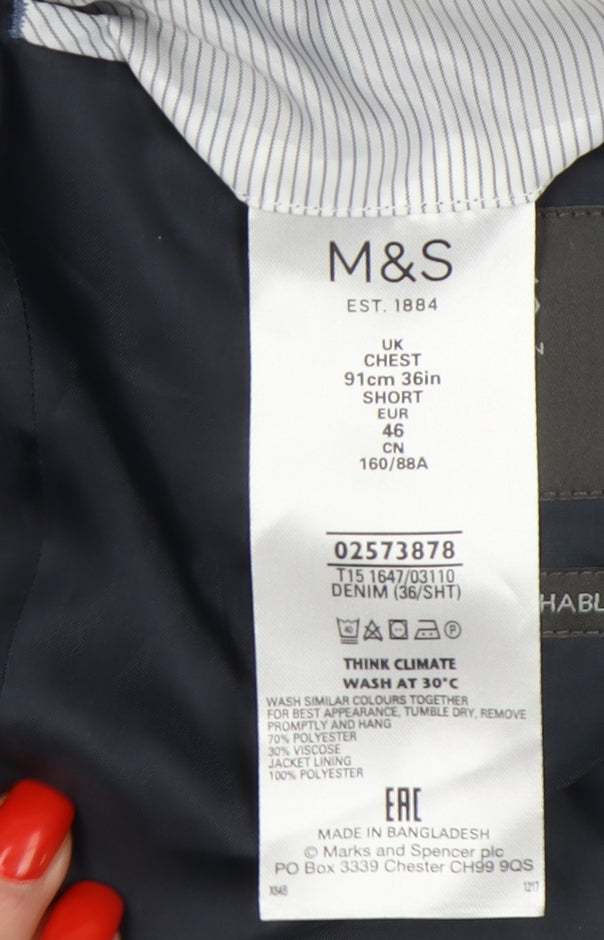 M&S
EST. 1884
UK
CHEST
91cm 36in
SHORT
EUR
46
CN
160/88A
02573878
T15 1647/03110
DENIM (36/SHT)
40
P
THINK CLIMATE
WASH AT 30°C
WASH SIMILAR COLOURS TOGETHER
FOR BEST APPEARANCE, TUMBLE DRY, REMOVE
PROMPTLY AND HANG
70% POLYESTER
30% VISCOSE
JACKET LINING
100% POLYESTER
EAC
MADE IN BANGLADESH
© Marks and Spencer plc
PO Box 3339 Chester CH99 9QS
1217